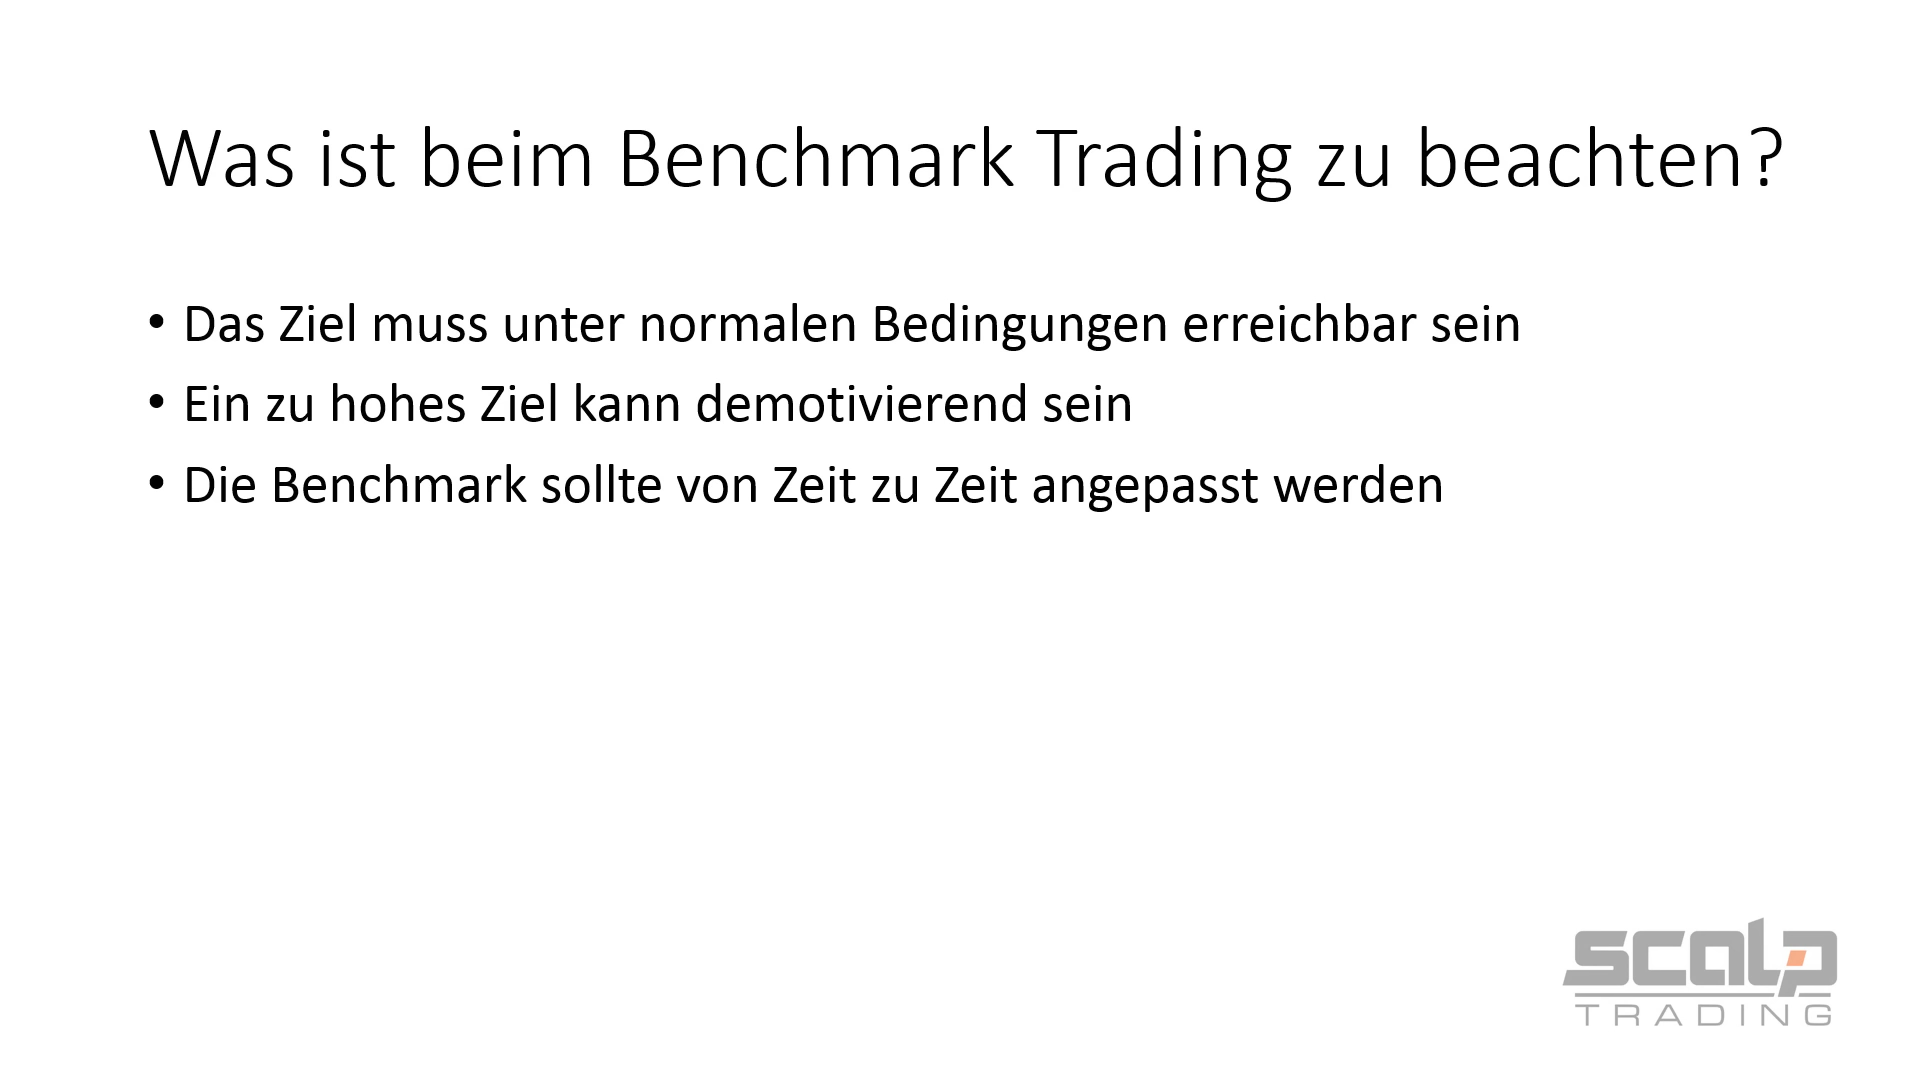 Was ist beim Benchmark Trading zu beachten?
• Das Ziel muss unter normalen Bedingungen erreichbar sein
• Ein zu hohes Ziel kann demotivierend sein
• Die Benchmark sollte von Zeit zu Zeit angepasst werden
scalp
TRADING